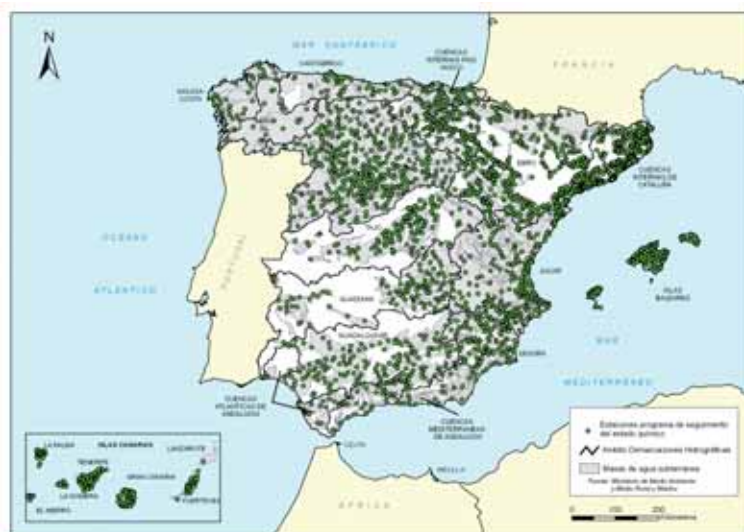 N
MAR CANTÁBRICO
CANTÁBRICO
CUENCAS
INTERNAS PAIS
VASCO
FRANCIA
GALICIA
COSTA
EBRO
CUENCAS
INTERNAS DE
CATALUÑA
OCÉANO
ATLÁNTICO
PORTUGAL
JUCAR
ISLAS
BALEARES
GUADIANA
GUADALQUIVIR
SEGURA
MAR
MEDITERRÁNEO
CUENCAS
ATLÁNTICAS DE
ANDALUCÍA
CUENCAS
MEDITERRÁNEAS
DE ANDALUCÍA
CEUTA
MELILLA
ÁFRICA
LA PALMA
ISLAS CANARIAS
LANZAROTE
TENERIFE
GRAN CANARIA
LA GOMERA
EL HIERRO
Estaciones programa de seguimiento
del estado químico
Ámbito Demarcaciones Hidrográficas
Masas de agua subterránea
Fuente: Ministerio de Medio Ambiente
y Medio Rural y Marino
0 100 200